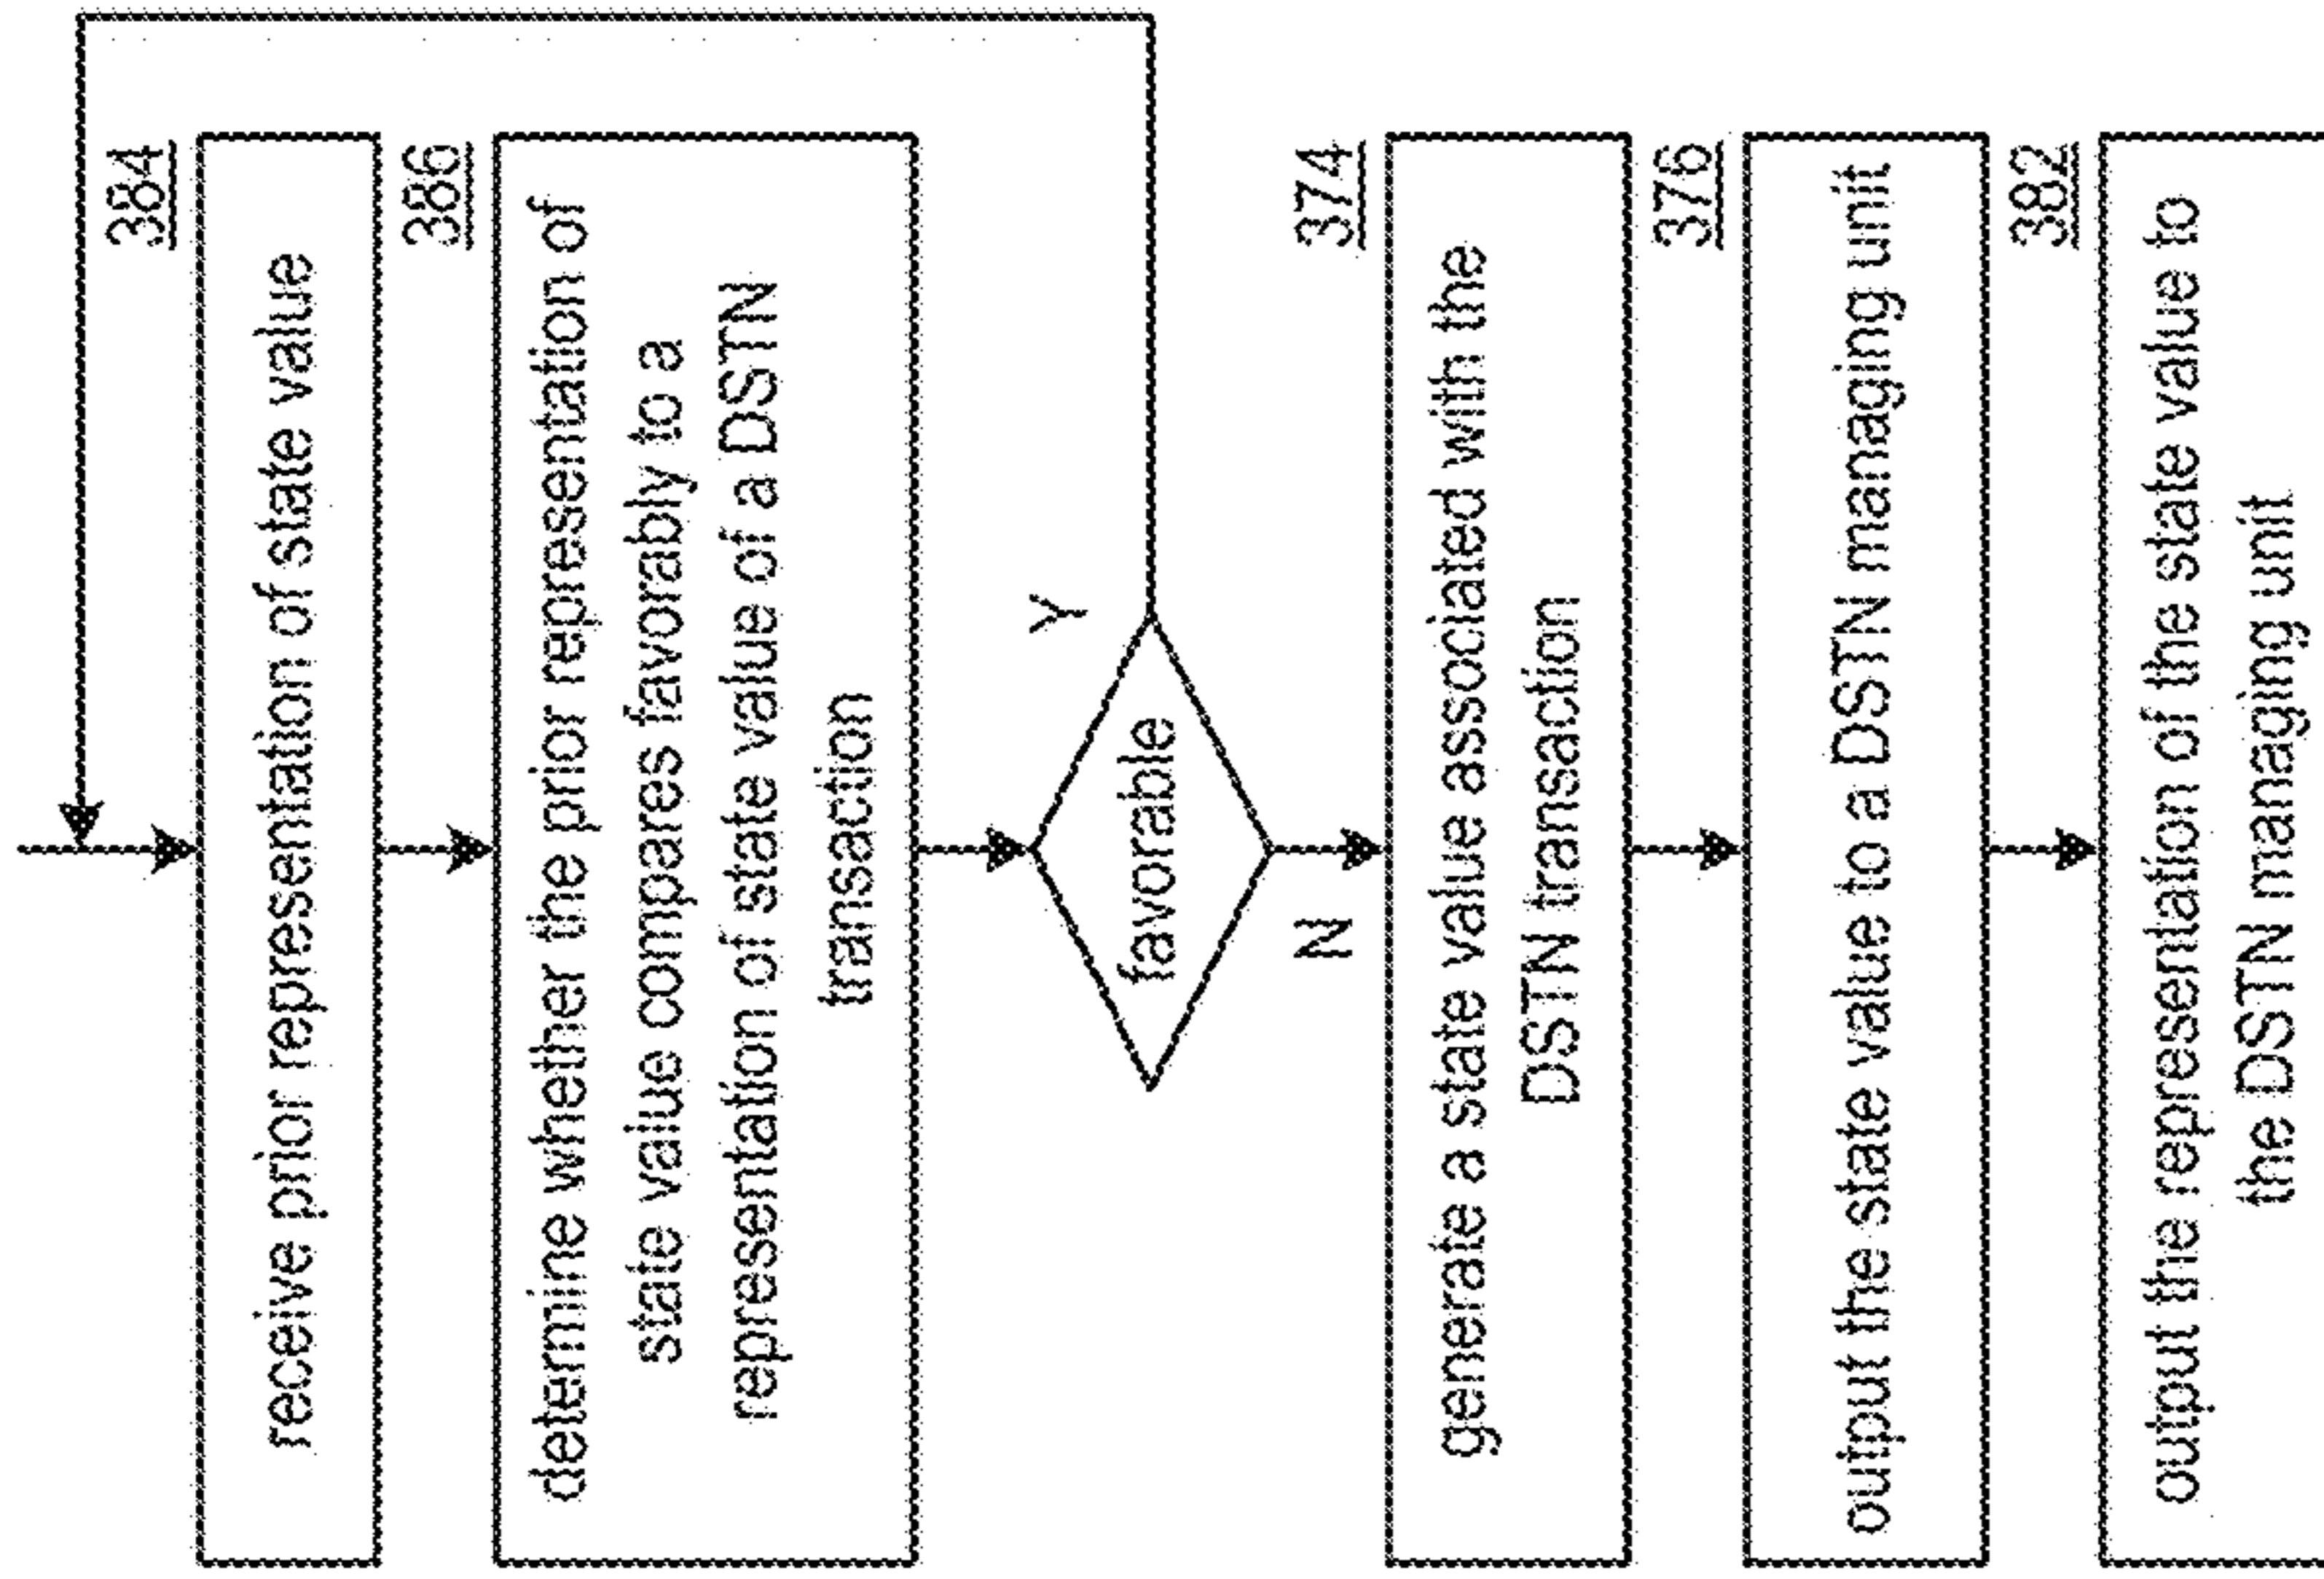 384
receive prior representation of state value
386
determine whether the prior representation of
state value compares favorably to a
representation of state value of a DSTN
transaction
Y
favorable
N
374
generate a state value associated with the
DSTN transaction
376
output the state value to a DSTN managing unit
382
output the representation of the state value to
the DSTN managing unit